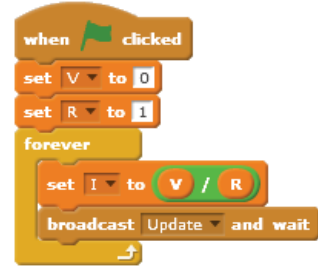 when clicked
set V to 0
set R to 1
forever
set I to V / R
broadcast Update and wait